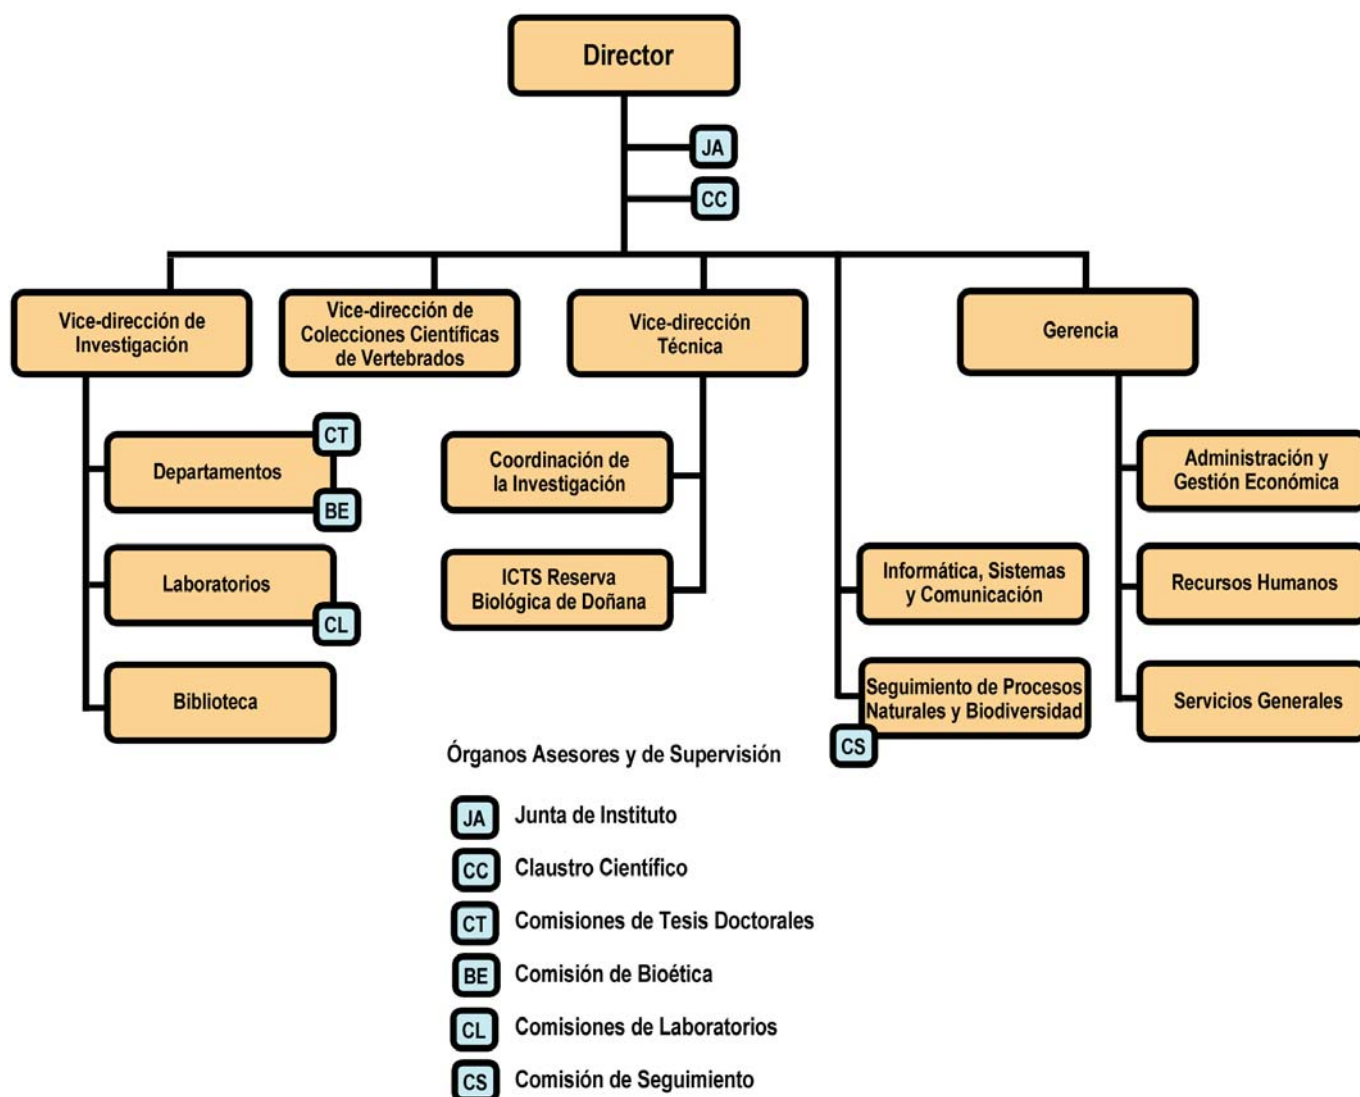 Director
JA
CC
Vice-dirección de
Investigación
Vice-dirección de
Colecciones Científicas
de Vertebrados
Vice-dirección
Técnica
Gerencia
CT
Departamentos
BE
Laboratorios
CL
Biblioteca
Coordinación de
la Investigación
ICTS Reserva
Biológica de Doñana
Informática, Sistemas
y Comunicación
Seguimiento de Procesos
Naturales y Biodiversidad
CS
Administración y
Gestión Económica
Recursos Humanos
Servicios Generales
Órganos Asesores y de Supervisión
JA Junta de Instituto
CC Claustro Científico
CT Comisiones de Tesis Doctorales
BE Comisión de Bioética
CL Comisiones de Laboratorios
CS Comisión de Seguimiento